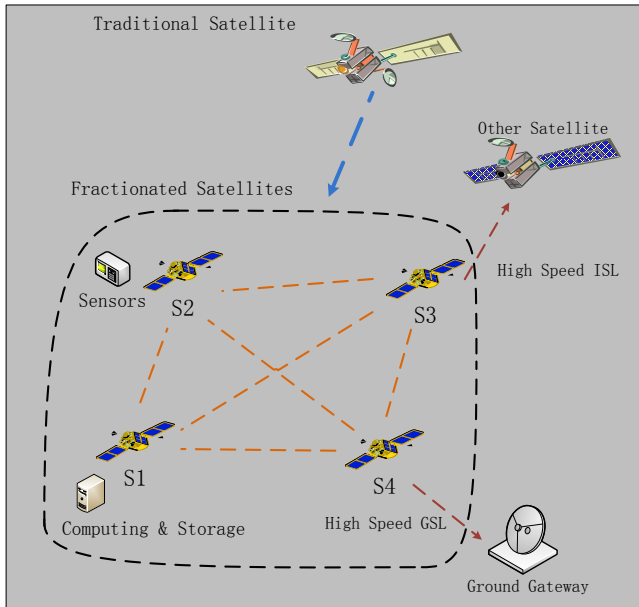 Traditional Satellite
Other Satellite
Fractionated Satellites
High Speed ISL
Sensors
S2
S3
S1
S4
Computing & Storage
High Speed GSL
Ground Gateway